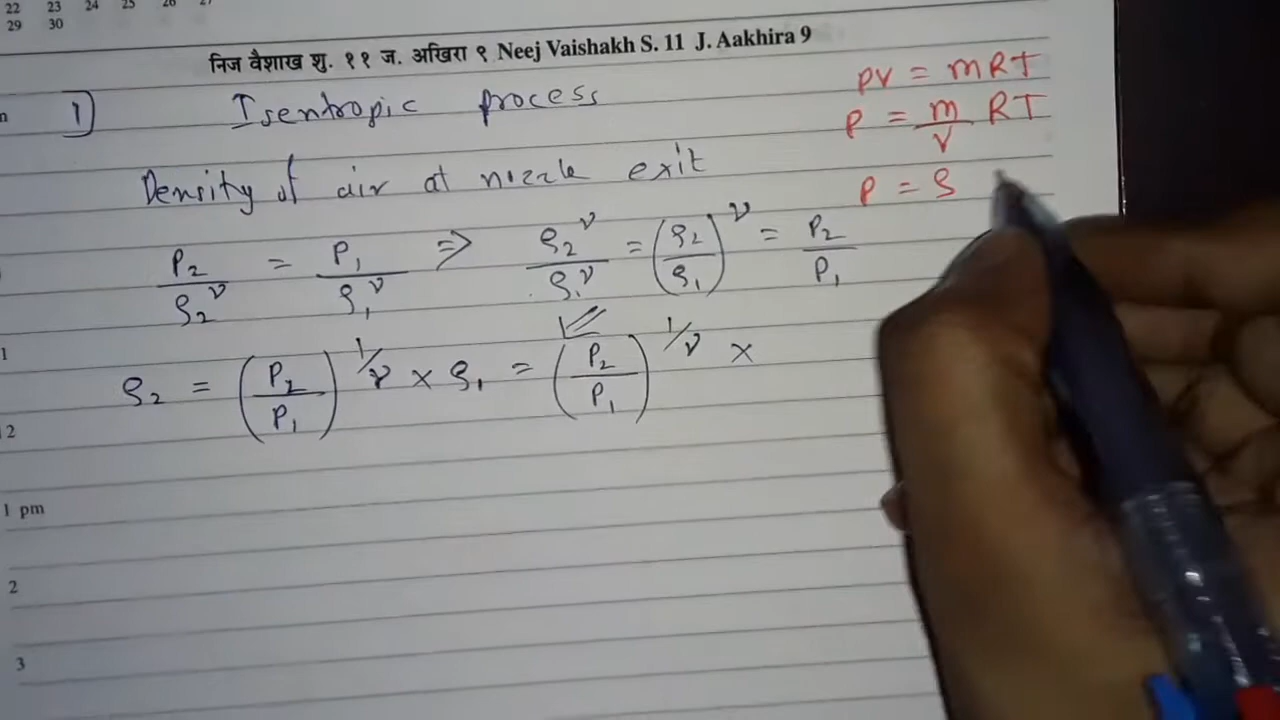 22 23 24 25 26 27
29 30
निज वैशाख शु. ११ ज. अखिरा ९ Neej Vaishakh S. 11 J. Aakhira 9
1] Isentropic process
PV = mRT
P = m/V RT
Density of air at nozzle exit
P = ρ
P₂/ρ₂^γ = P₁/ρ₁^γ ⇒ ρ₂^γ/ρ₁^γ = (ρ₂/ρ₁)^γ = P₂/P₁
1
ρ₂ = (P₂/P₁)^1/γ × ρ₁ = (P₂/P₁)^1/γ ×
2
1 pm
2
3